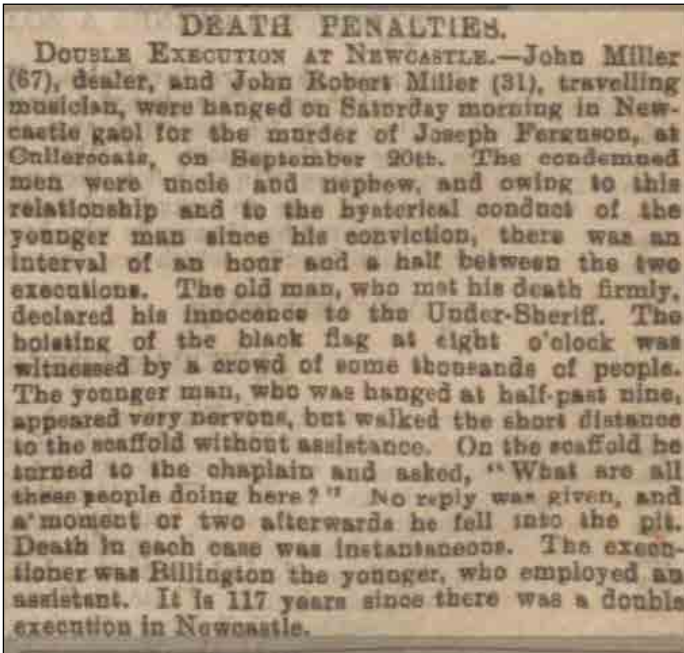 DEATH PENALTIES.
DOUBLE EXECUTION AT NEWCASTLE.—John Miller
(67), dealer, and John Robert Miller (31), travelling
musician, were hanged on Saturday morning in New-
castle gaol for the murder of Joseph Ferguson, at
Cullercoats, on September 20th. The condemned
men were uncle and nephew, and owing to this
relationship and to the hysterical conduct of the
younger man since his conviction, there was an
interval of an hour and a half between the two
executions. The old man, who met his death firmly,
declared his innocence to the Under-Sheriff. The
hoisting of the black flag at eight o'clock was
witnessed by a crowd of some thousands of people.
The younger man, who was hanged at half-past nine,
appeared very nervous, but walked the short distance
to the scaffold without assistance. On the scaffold he
turned to the chaplain and asked, "What are all
these people doing here?" No reply was given, and
a moment or two afterwards he fell into the pit.
Death in each case was instantaneous. The execu-
tioner was Billington the younger, who employed an
assistant. It is 117 years since there was a double
execution in Newcastle.